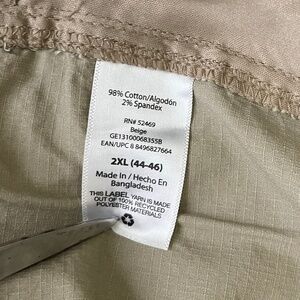 98% Cotton/Algodón
2% Spandex
RN# 52469
Beige
GE13100068355B
EAN/UPC 8 8496827664
2XL (44-46)
Made In / Hecho En
Bangladesh
THIS LABEL YARN IS MADE
OUT OF 100% RECYCLED
POLYESTER MATERIALS